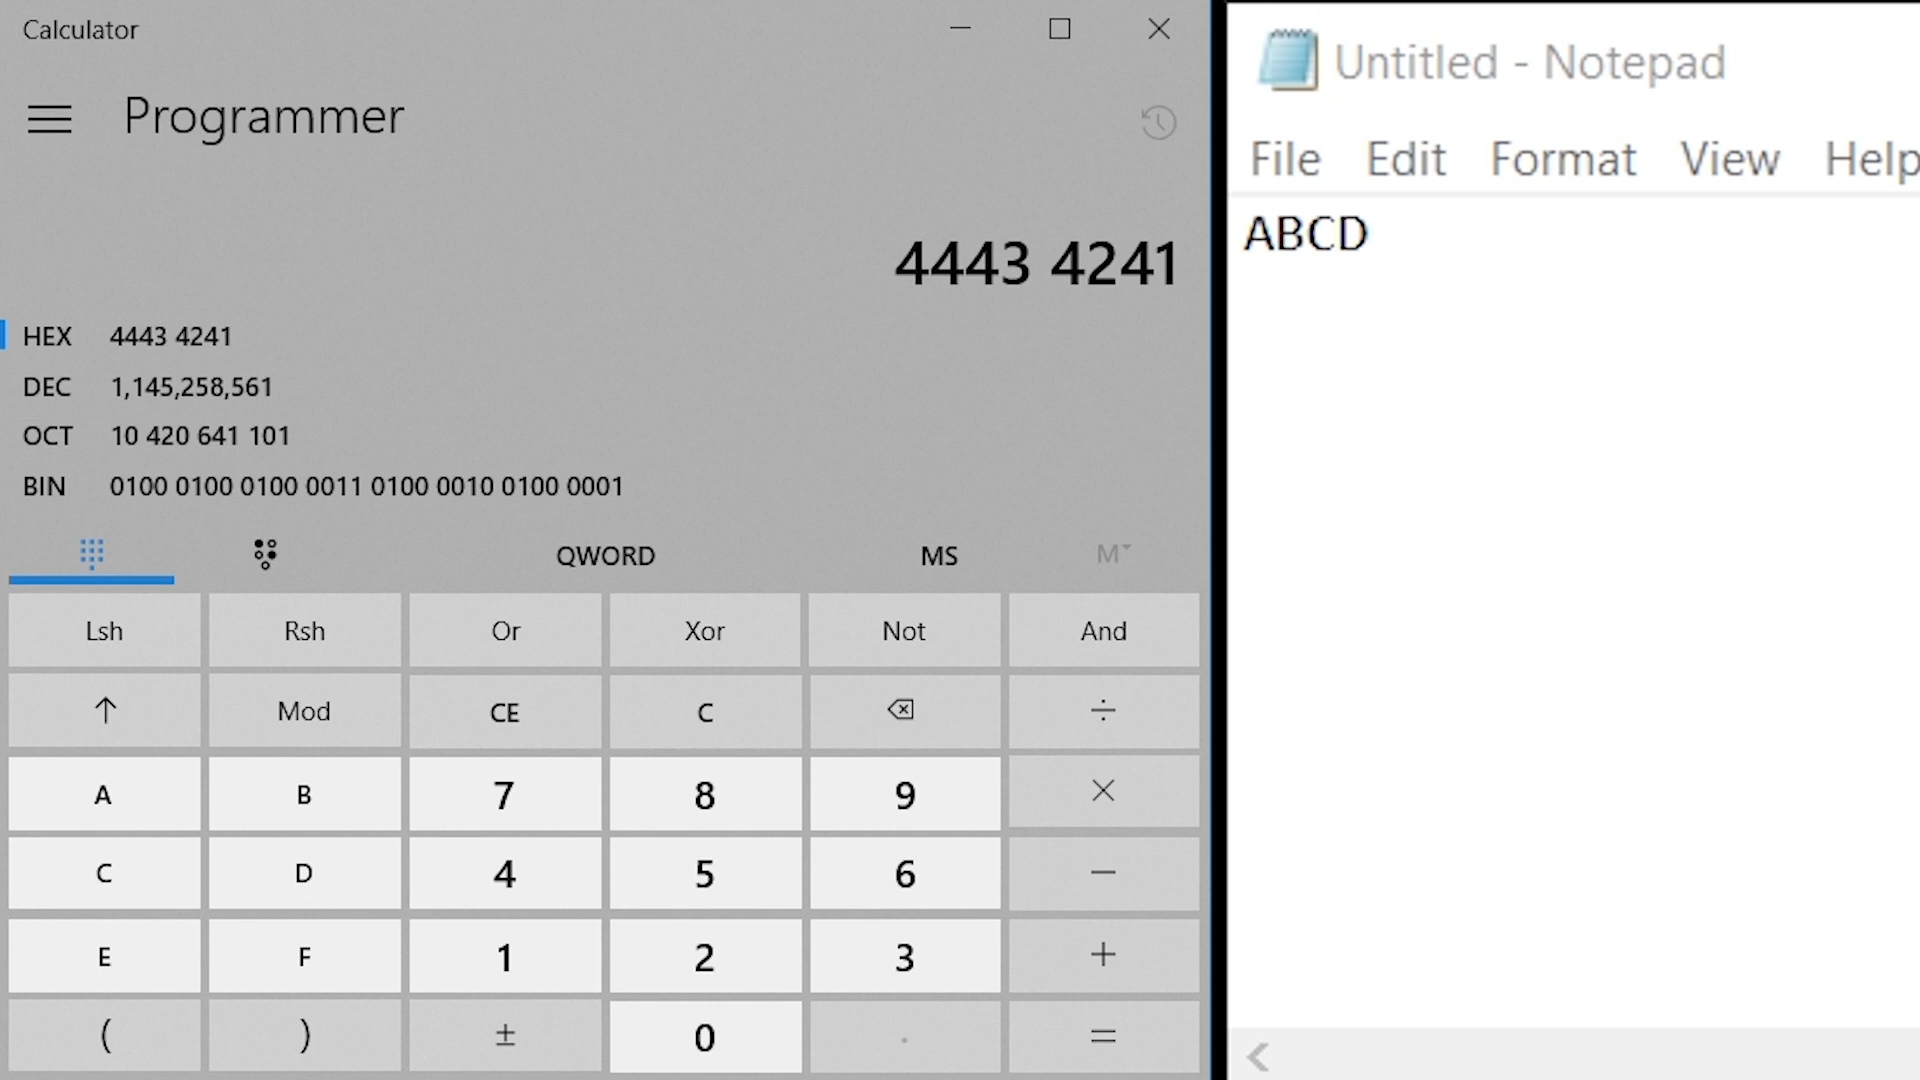 Calculator
Programmer
4443 4241
HEX 4443 4241
DEC 1,145,258,561
OCT 10 420 641 101
BIN 0100 0100 0100 0011 0100 0010 0100 0001
QWORD MS M
Lsh Rsh Or Xor Not And
↑ Mod CE C ÷
A B 7 8 9 ×
C D 4 5 6 −
E F 1 2 3 +
( ) ± 0 . =
Untitled - Notepad
File Edit Format View Help
ABCD